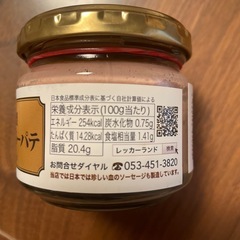 日本食品標準成分表に基づく自社計算値による
栄養成分表示(100g当たり)
エネルギー 254kcal 炭水化物 0.75g
たんぱく質 14.28kcal 食塩相当量 1.41g
脂質 20.4g レッカーランド 検索
お問合せダイヤル ☎053-451-3820
当店では日本では珍しい血のソーセージも製造しています。
ーパテ